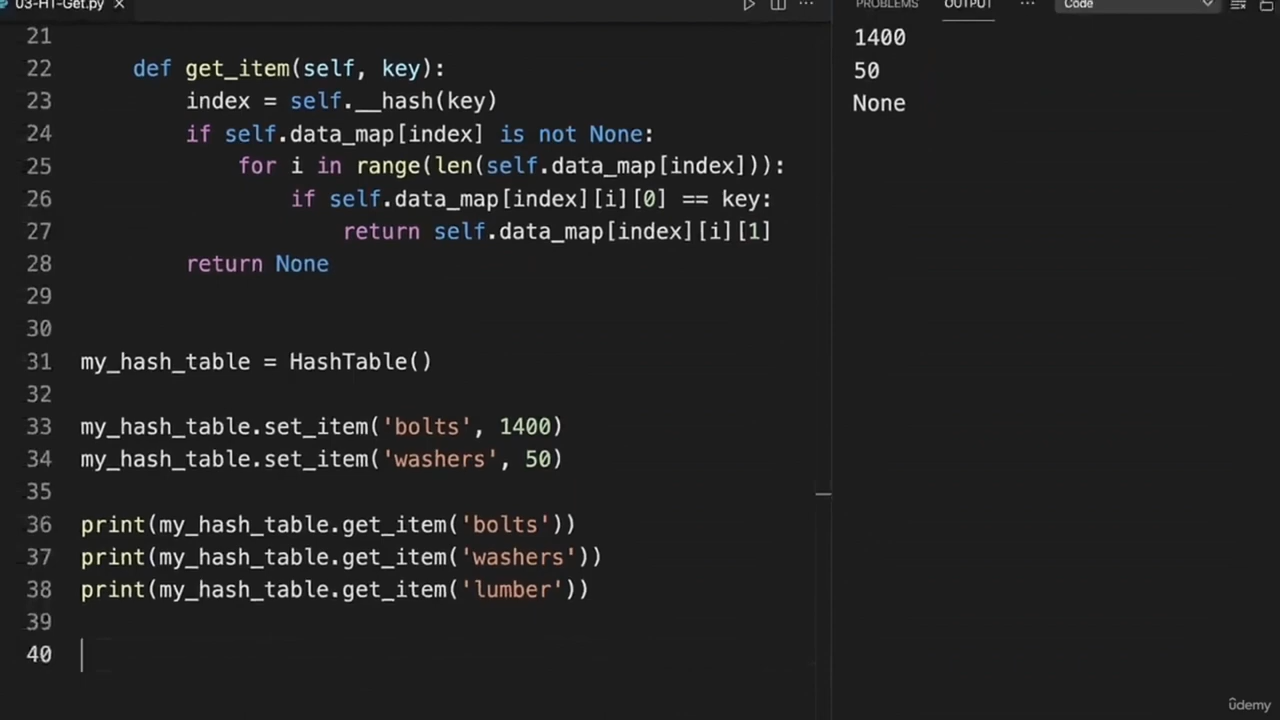 03-HT-Get.py
PROBLEMS OUTPUT ... Code
21
22 def get_item(self, key):
23 index = self.__hash(key)
24 if self.data_map[index] is not None:
25 for i in range(len(self.data_map[index])):
26 if self.data_map[index][i][0] == key:
27 return self.data_map[index][i][1]
28 return None
29
30
31 my_hash_table = HashTable()
32
33 my_hash_table.set_item('bolts', 1400)
34 my_hash_table.set_item('washers', 50)
35
36 print(my_hash_table.get_item('bolts'))
37 print(my_hash_table.get_item('washers'))
38 print(my_hash_table.get_item('lumber'))
39
40
1400
50
None
ûdemy